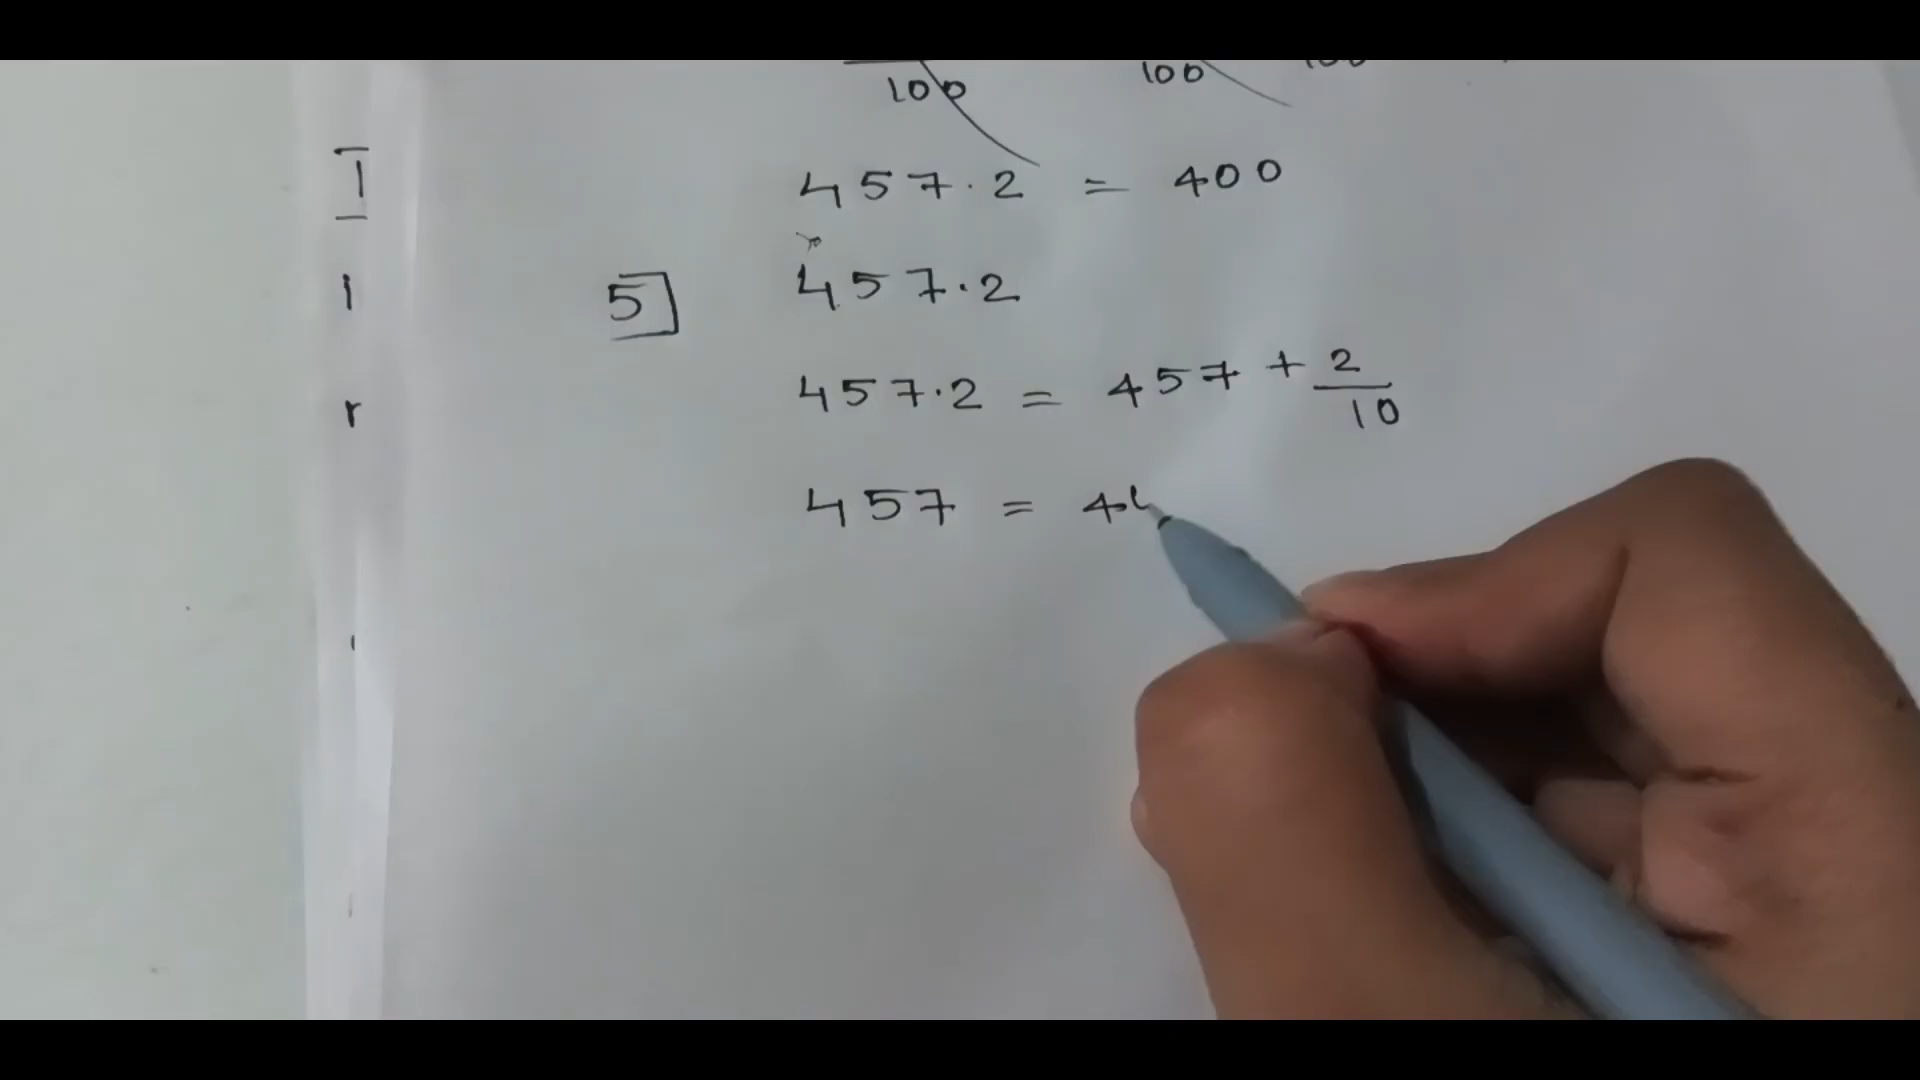 100 100
457.2 = 400
5] 457.2
457.2 = 457 + 2/10
457 = 4